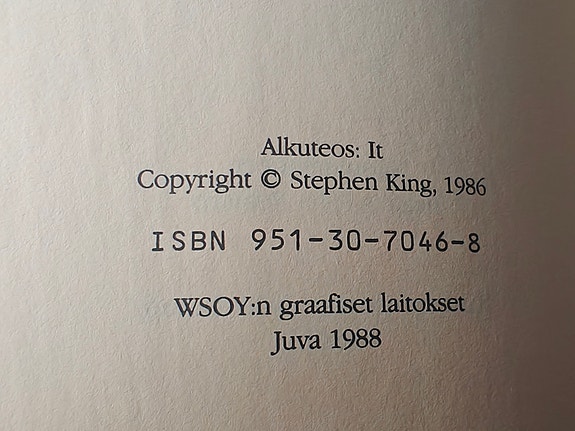 Alkuteos: It
Copyright © Stephen King, 1986
ISBN 951-30-7046-8
WSOY:n graafiset laitokset
Juva 1988